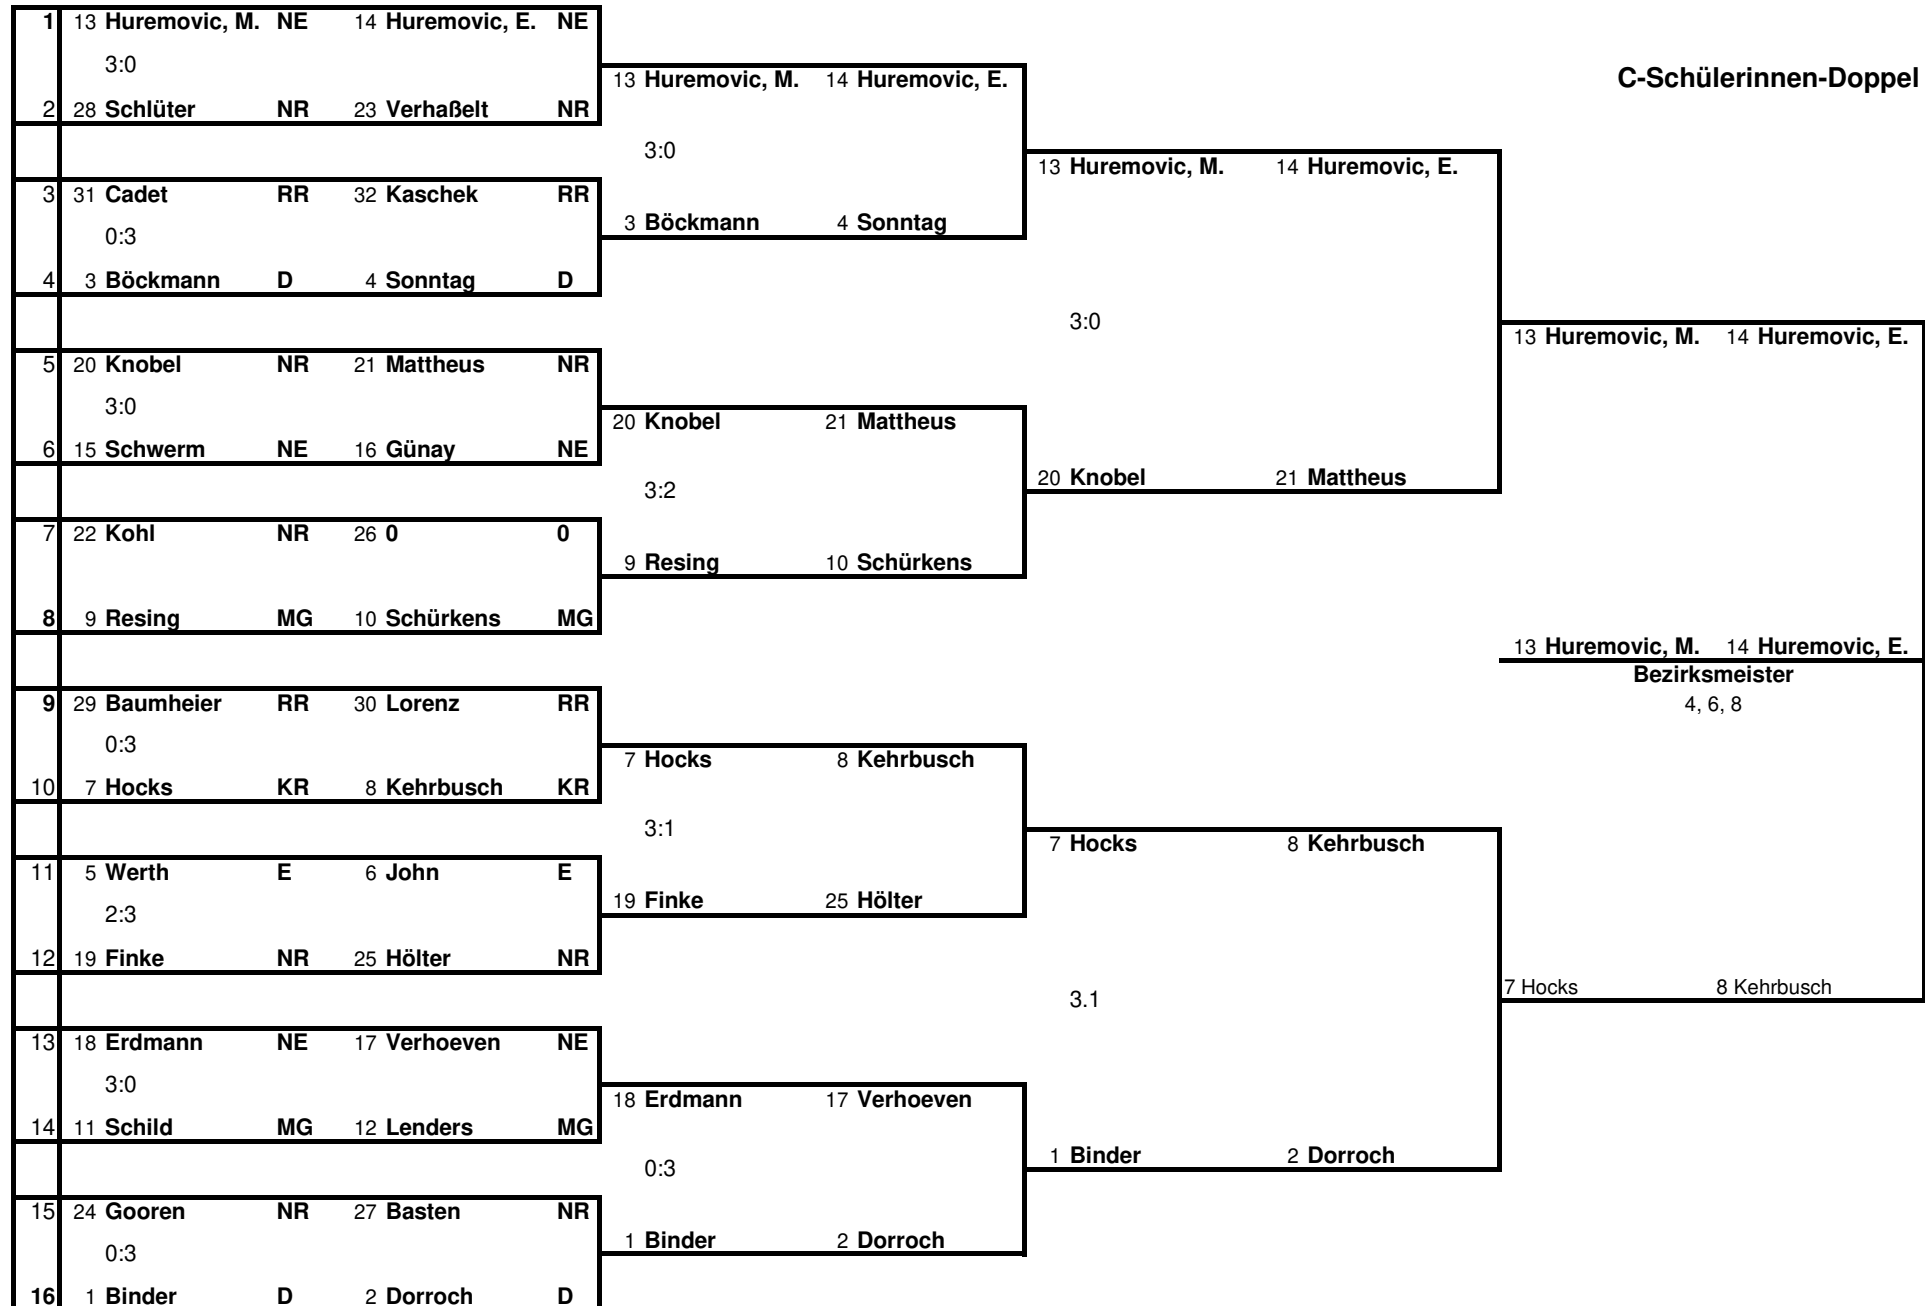 1 13 Huremovic, M. NE 14 Huremovic, E. NE
3:0
13 Huremovic, M. 14 Huremovic, E.
C-Schülerinnen-Doppel
2 28 Schlüter NR 23 Verhaßelt NR
3:0
13 Huremovic, M. 14 Huremovic, E.
3 31 Cadet RR 32 Kaschek RR
0:3
3 Böckmann 4 Sonntag
4 3 Böckmann D 4 Sonntag D
3:0
13 Huremovic, M. 14 Huremovic, E.
5 20 Knobel NR 21 Mattheus NR
3:0
20 Knobel 21 Mattheus
6 15 Schwerm NE 16 Günay NE
20 Knobel 21 Mattheus
3:2
7 22 Kohl NR 26 0 0
9 Resing 10 Schürkens
8 9 Resing MG 10 Schürkens MG
13 Huremovic, M. 14 Huremovic, E.
Bezirksmeister
4, 6, 8
9 29 Baumheier RR 30 Lorenz RR
0:3
7 Hocks 8 Kehrbusch
10 7 Hocks KR 8 Kehrbusch KR
3:1
7 Hocks 8 Kehrbusch
11 5 Werth E 6 John E
2:3
19 Finke 25 Hölter
12 19 Finke NR 25 Hölter NR
7 Hocks 8 Kehrbusch
3.1
13 18 Erdmann NE 17 Verhoeven NE
3:0
18 Erdmann 17 Verhoeven
14 11 Schild MG 12 Lenders MG
1 Binder 2 Dorroch
0:3
15 24 Gooren NR 27 Basten NR
0:3
1 Binder 2 Dorroch
16 1 Binder D 2 Dorroch D